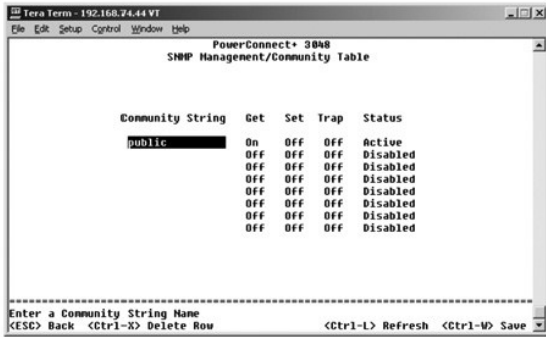 Tera Term - 192.168.74.44 VT
File Edit Setup Control Window Help
PowerConnect+ 3048
SNMP Management/Community Table
Community String Get Set Trap Status
public On Off Off Active
Off Off Off Disabled
Off Off Off Disabled
Off Off Off Disabled
Off Off Off Disabled
Off Off Off Disabled
Off Off Off Disabled
Off Off Off Disabled
Enter a Community String Name
<ESC> Back <Ctrl-X> Delete Row <Ctrl-L> Refresh <Ctrl-W> Save